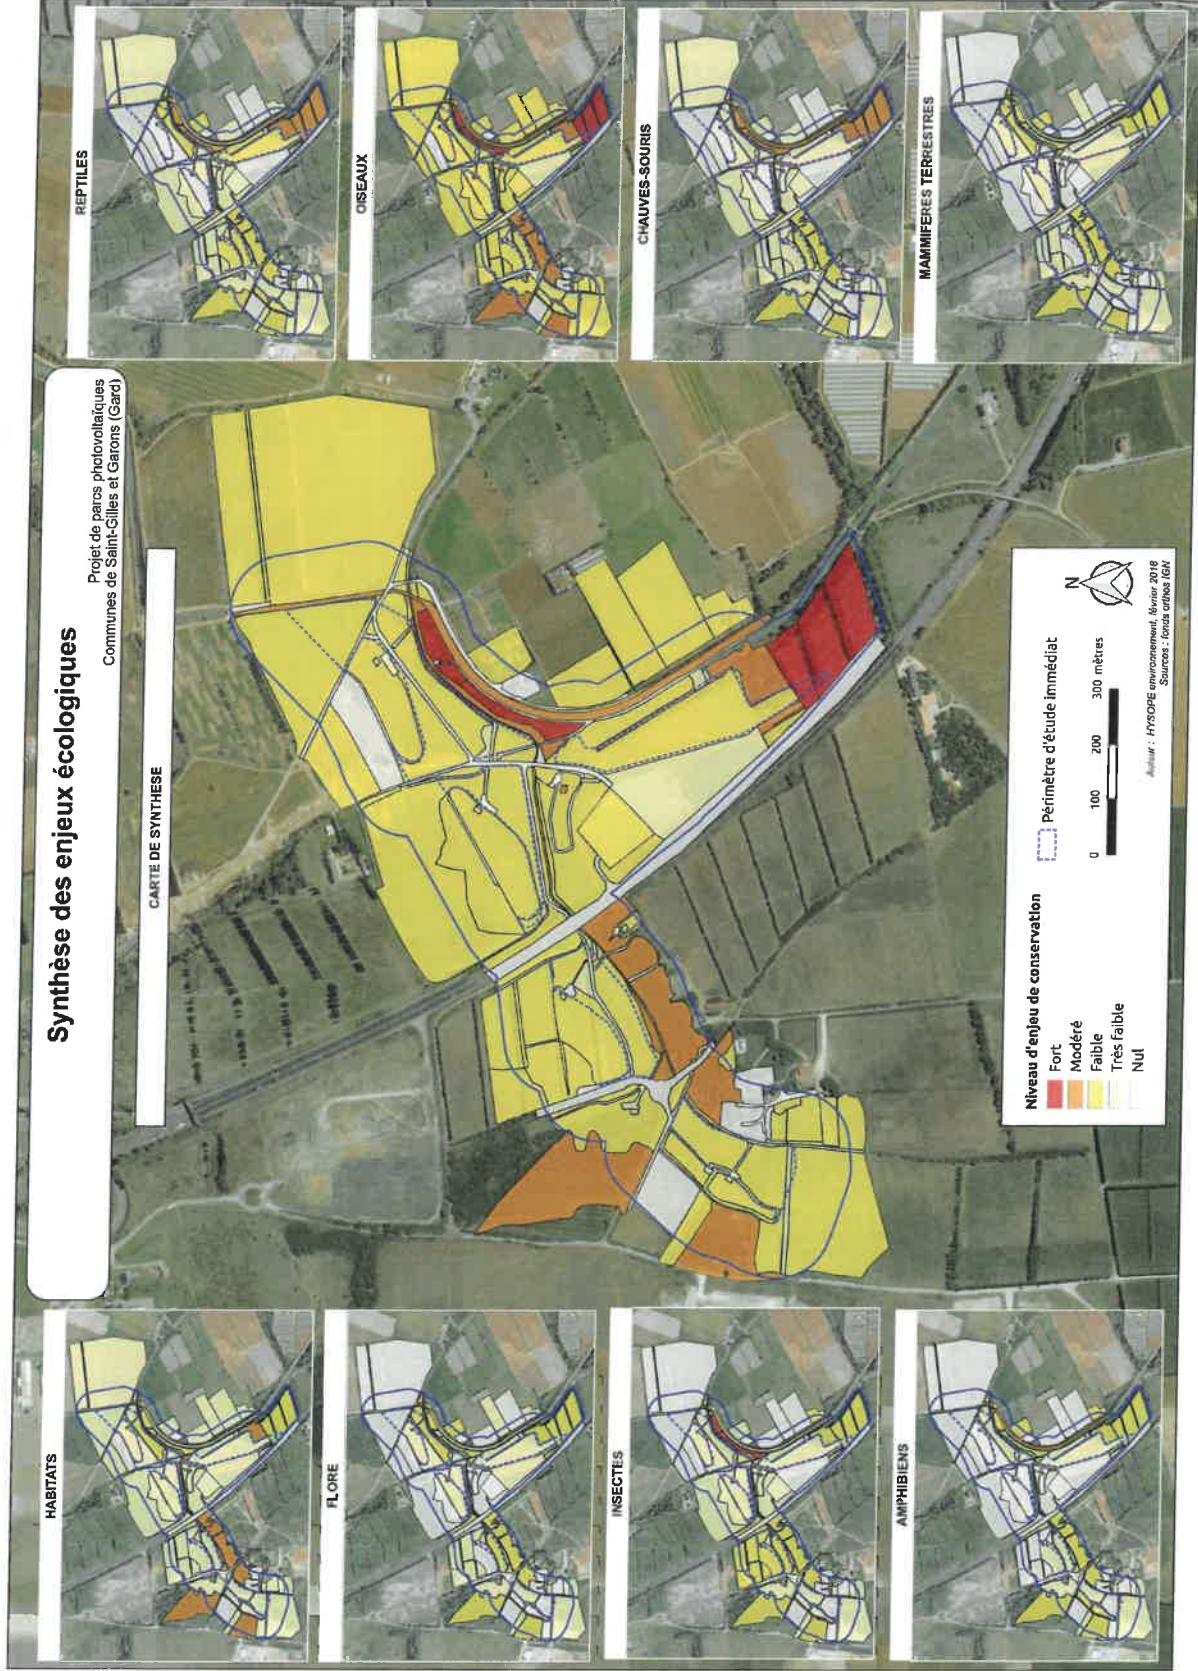 Synthèse des enjeux écologiques
Projet de parcs photovoltaïques
Communes de Saint-Gilles et Garons (Gard)
CARTE DE SYNTHESE
HABITATS
FLORE
INSECTES
AMPHIBIENS
REPTILES
OISEAUX
CHAUVES-SOURIS
MAMMIFERES TERRESTRES
Niveau d'enjeu de conservation
Fort
Modéré
Faible
Très faible
Nul
Périmètre d'étude immédiat
0 100 200 300 mètres
N
Auteur : HYSOPE environnement, février 2018
Sources : fonds orthos IGN